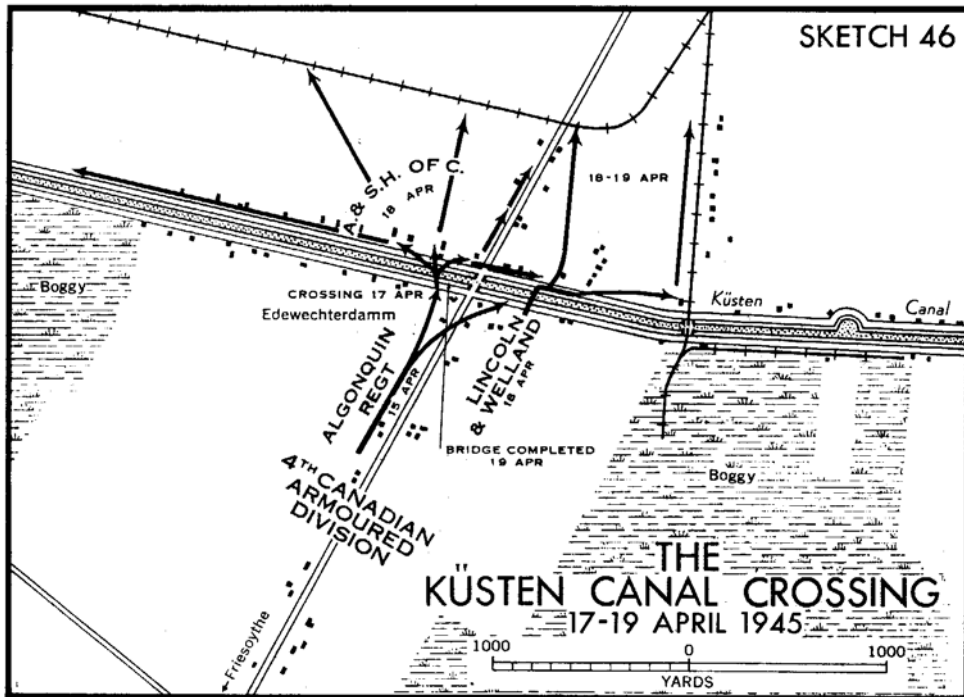 SKETCH 46
A. & S.H. OF C.
18 APR
18-19 APR
Boggy
CROSSING 17 APR
Edewechterdamm
Küsten
Canal
ALGONQUIN
REGT
15 APR
LINCOLN
& WELLAND
18
APR
BRIDGE COMPLETED
19 APR
Boggy
4TH CANADIAN
ARMOURED
DIVISION
Friesoythe
THE
KÜSTEN CANAL CROSSING
17-19 APRIL 1945
1000 0 1000
YARDS